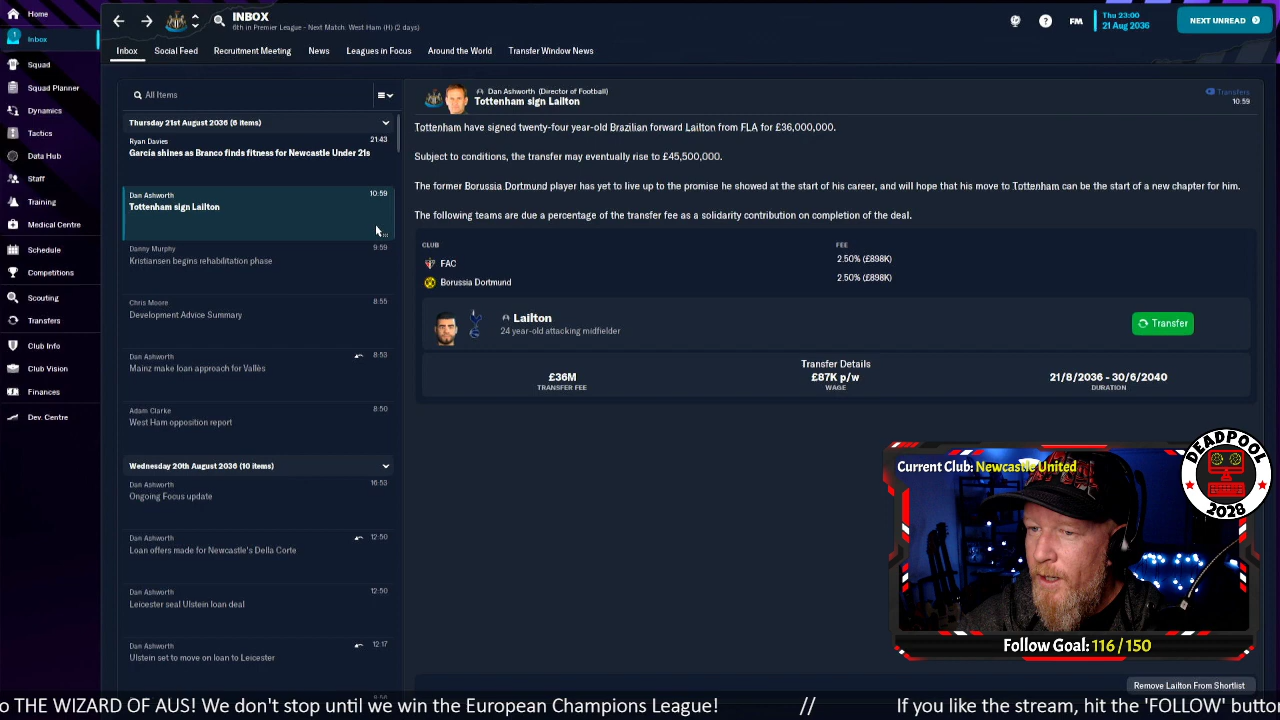 Home
1
Inbox
Squad
Squad Planner
Dynamics
Tactics
Data Hub
Staff
Training
Medical Centre
Schedule
Competitions
Scouting
Transfers
Club Info
Club Vision
Finances
Dev. Centre
INBOX
6th in Premier League - Next Match: West Ham (H) (2 days)
FM
Thu 23:00
21 Aug 2036
NEXT UNREAD
Inbox
Social Feed
Recruitment Meeting
News
Leagues in Focus
Around the World
Transfer Window News
All Items
Thursday 21st August 2036 (6 items)
Ryan Davies
21:43
García shines as Branco finds fitness for Newcastle Under 21s
Dan Ashworth
10:59
Tottenham sign Lailton
Danny Murphy
9:59
Kristiansen begins rehabilitation phase
Chris Moore
8:55
Development Advice Summary
Dan Ashworth
8:53
Mainz make loan approach for Vallès
Adam Clarke
8:50
West Ham opposition report
Wednesday 20th August 2036 (10 items)
Dan Ashworth
16:53
Ongoing Focus update
Dan Ashworth
12:50
Loan offers made for Newcastle's Della Corte
Dan Ashworth
12:50
Leicester seal Ulstein loan deal
Dan Ashworth
12:17
Ulstein set to move on loan to Leicester
Dan Ashworth (Director of Football)
Tottenham sign Lailton
Transfers
10:59
Tottenham have signed twenty-four year-old Brazilian forward Lailton from FLA for £36,000,000.
Subject to conditions, the transfer may eventually rise to £45,500,000.
The former Borussia Dortmund player has yet to live up to the promise he showed at the start of his career, and will hope that his move to Tottenham can be the start of a new chapter for him.
The following teams are due a percentage of the transfer fee as a solidarity contribution on completion of the deal.
CLUB
FEE
FAC
2.50% (£898K)
Borussia Dortmund
2.50% (£898K)
Lailton
24 year-old attacking midfielder
Transfer
Transfer Details
£36M
TRANSFER FEE
£87K p/w
WAGE
21/8/2036 - 30/6/2040
DURATION
Current Club: Newcastle United
DEADPOOL
2028
Follow Goal: 116 / 150
Remove Lailton From Shortlist
o THE WIZARD OF AUS! We don't stop until we win the European Champions League! // If you like the stream, hit the 'FOLLOW' button